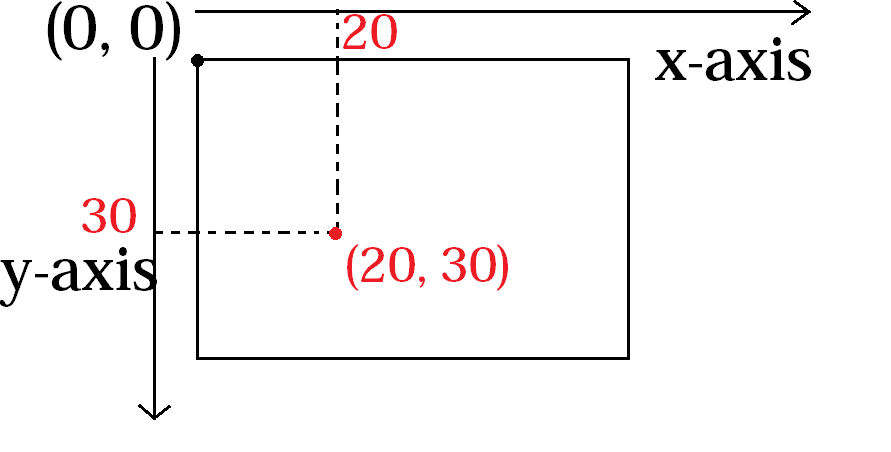 (0, 0)
20
x-axis
30
y-axis
(20, 30)